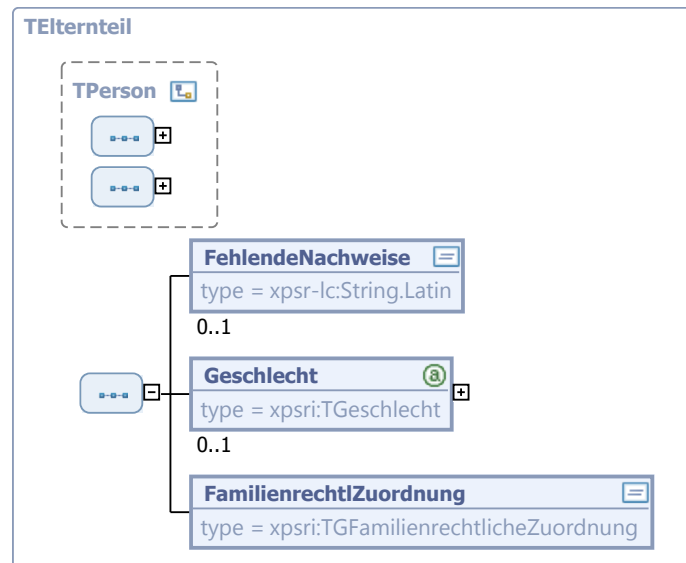 TElternteil
TPerson
FehlendeNachweise
type = xpsr-lc:String.Latin
0..1
Geschlecht
type = xpsri:TGeschlecht
0..1
FamilienrechtlZuordnung
type = xpsri:TGFamilienrechtlicheZuordnung